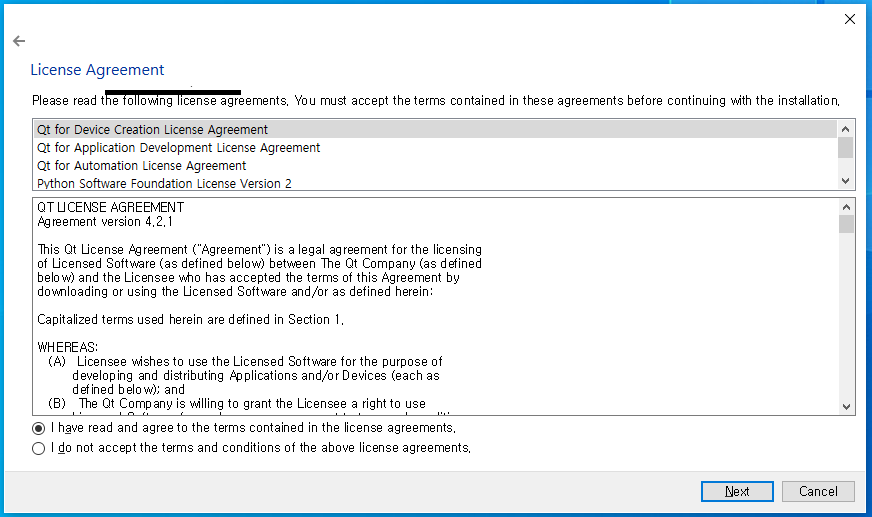 License Agreement
Please read the following license agreements. You must accept the terms contained in these agreements before continuing with the installation.
Qt for Device Creation License Agreement
Qt for Application Development License Agreement
Qt for Automation License Agreement
Python Software Foundation License Version 2
QT LICENSE AGREEMENT
Agreement version 4.2.1
This Qt License Agreement ("Agreement") is a legal agreement for the licensing
of Licensed Software (as defined below) between The Qt Company (as defined
below) and the Licensee who has accepted the terms of this Agreement by
downloading or using the Licensed Software and/or as defined herein:
Capitalized terms used herein are defined in Section 1.
WHEREAS:
(A) Licensee wishes to use the Licensed Software for the purpose of
developing and distributing Applications and/or Devices (each as
defined below); and
(B) The Qt Company is willing to grant the Licensee a right to use
I have read and agree to the terms contained in the license agreements.
I do not accept the terms and conditions of the above license agreements.
Next
Cancel